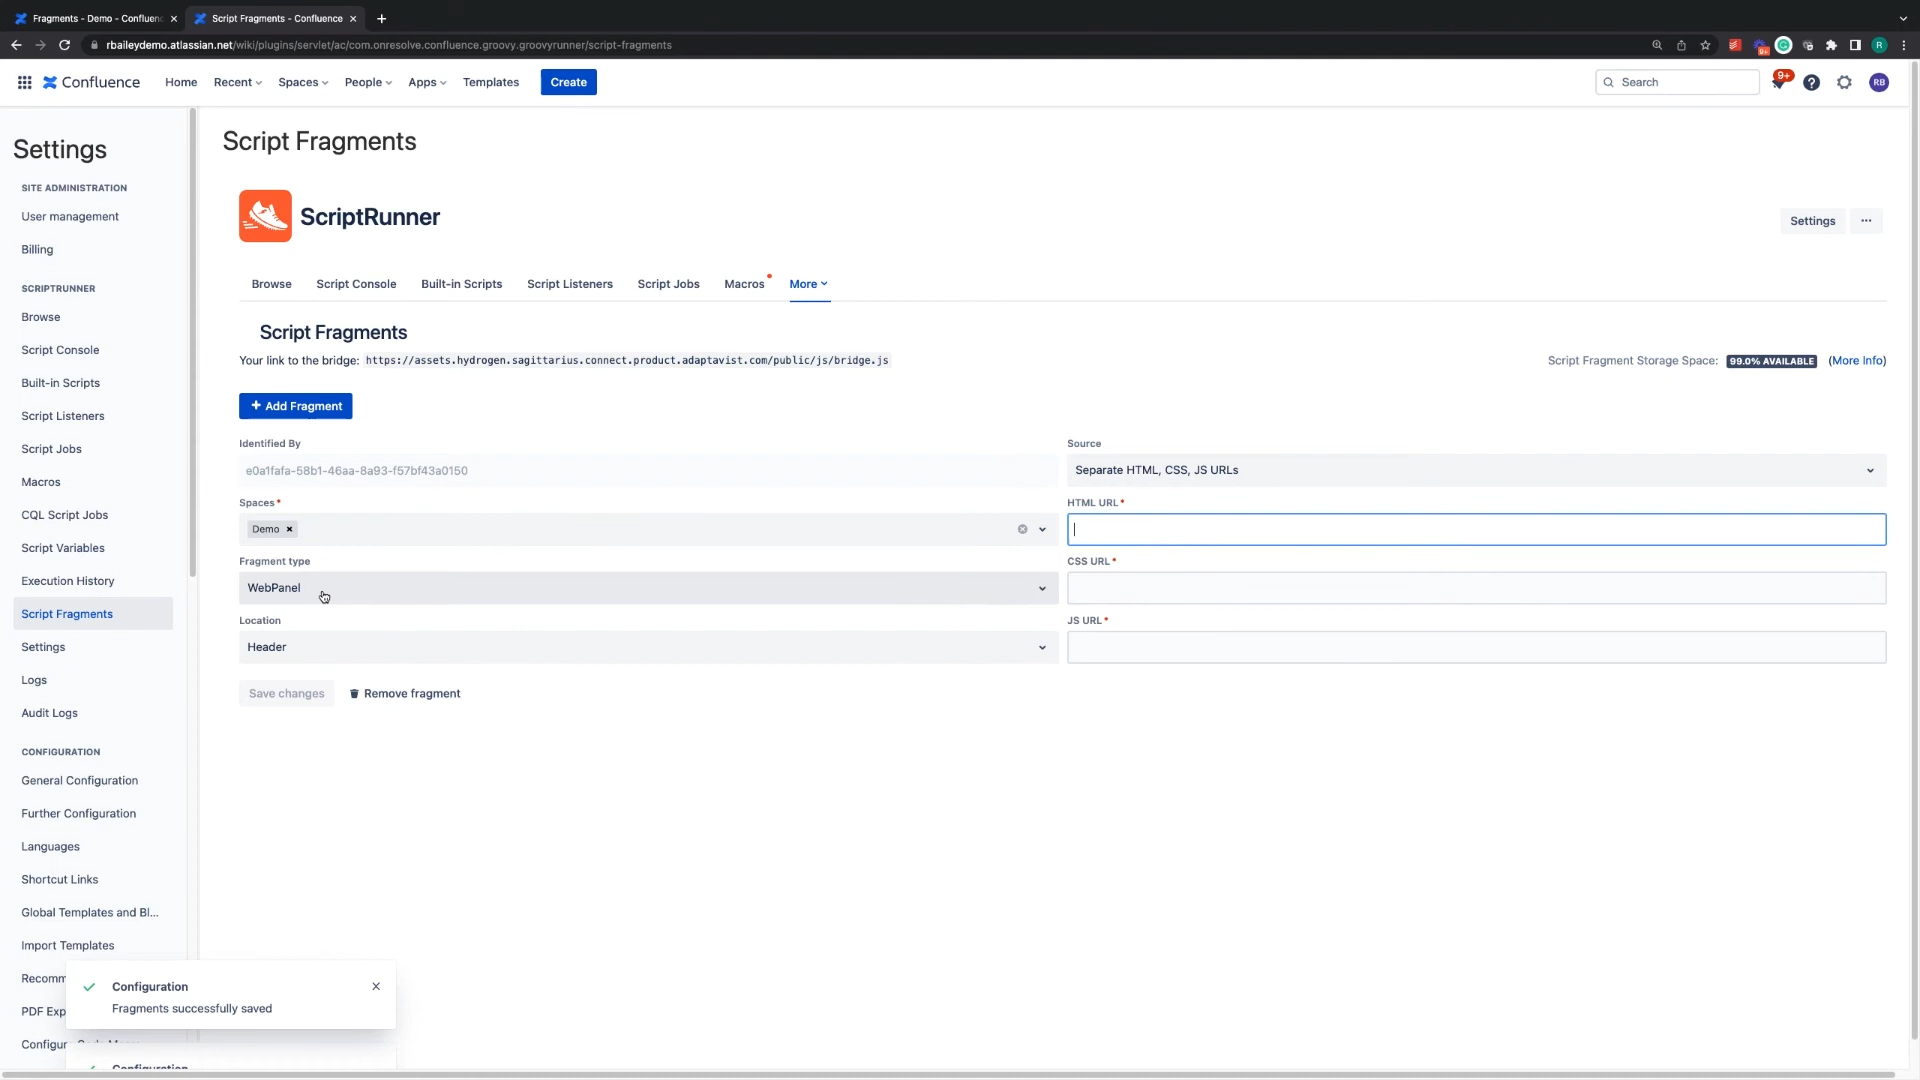 Fragments - Demo - Confluenc
Script Fragments - Confluence
rbaileydemo.atlassian.net/wiki/plugins/servlet/ac/com.onresolve.confluence.groovy.groovyrunner/script-fragments
R
Confluence
Home
Recent
Spaces
People
Apps
Templates
Create
Search
9+
RB
Settings
SITE ADMINISTRATION
User management
Billing
SCRIPTRUNNER
Browse
Script Console
Built-in Scripts
Script Listeners
Script Jobs
Macros
CQL Script Jobs
Script Variables
Execution History
Script Fragments
Settings
Logs
Audit Logs
CONFIGURATION
General Configuration
Further Configuration
Languages
Shortcut Links
Global Templates and Bl...
Import Templates
Recomm
PDF Exp
Configur
Script Fragments
ScriptRunner
Settings
...
Browse
Script Console
Built-in Scripts
Script Listeners
Script Jobs
Macros
More
Script Fragments
Your link to the bridge: https://assets.hydrogen.sagittarius.connect.product.adaptavist.com/public/js/bridge.js
Script Fragment Storage Space: 99.0% AVAILABLE (More Info)
+ Add Fragment
Identified By
e0a1fafa-58b1-46aa-8a93-f57bf43a0150
Source
Separate HTML, CSS, JS URLs
Spaces*
Demo
HTML URL*
Fragment type
WebPanel
CSS URL*
Location
Header
JS URL*
Save changes
Remove fragment
Configuration
Fragments successfully saved
Configuration